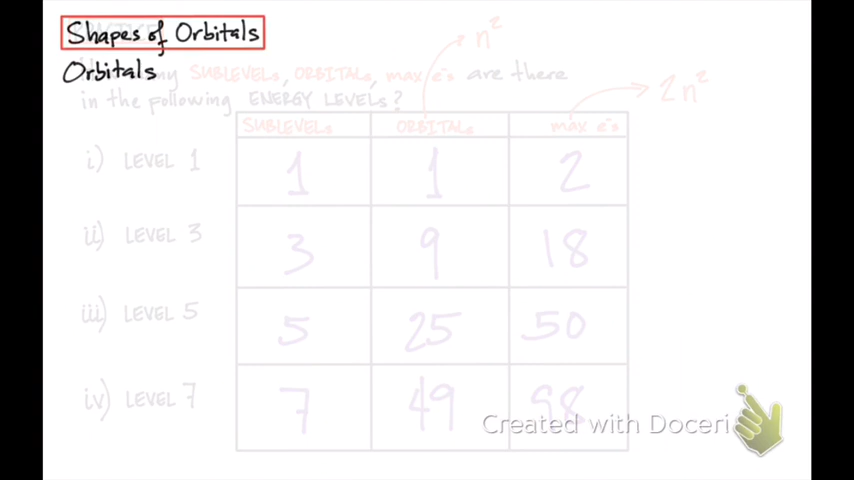 Shapes of Orbitals
n²
Orbitals
many SUBLEVELs, ORBITALs, max e⁻s are there
in the following ENERGY LEVELs?
2n²
SUBLEVELs ORBITALs max e⁻s
i) LEVEL 1 1 1 2
ii) LEVEL 3 3 9 18
iii) LEVEL 5 5 25 50
iv) LEVEL 7 7 49 98
Created with Doceri